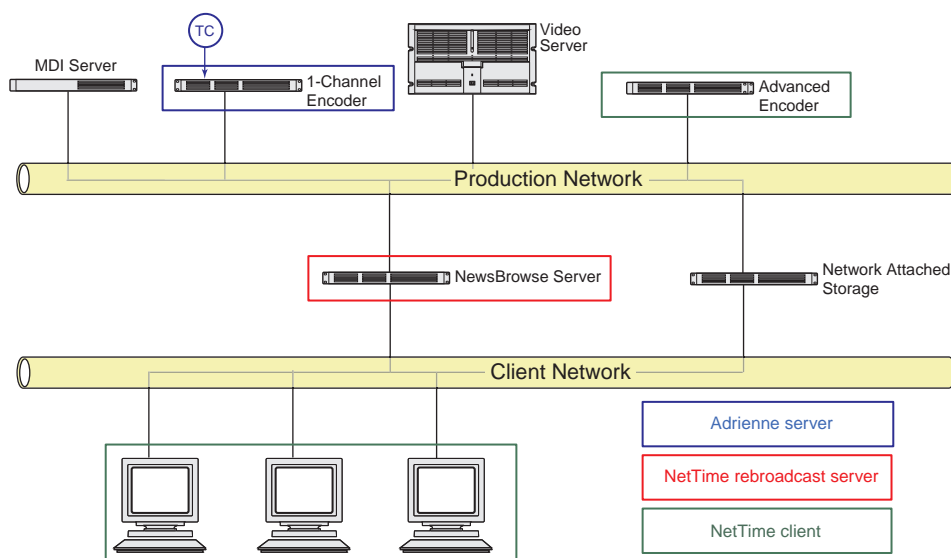 TC
MDI Server
1-Channel
Encoder
Video
Server
Advanced
Encoder
Production Network
NewsBrowse Server
Network Attached
Storage
Client Network
Adrienne server
NetTime rebroadcast server
NetTime client